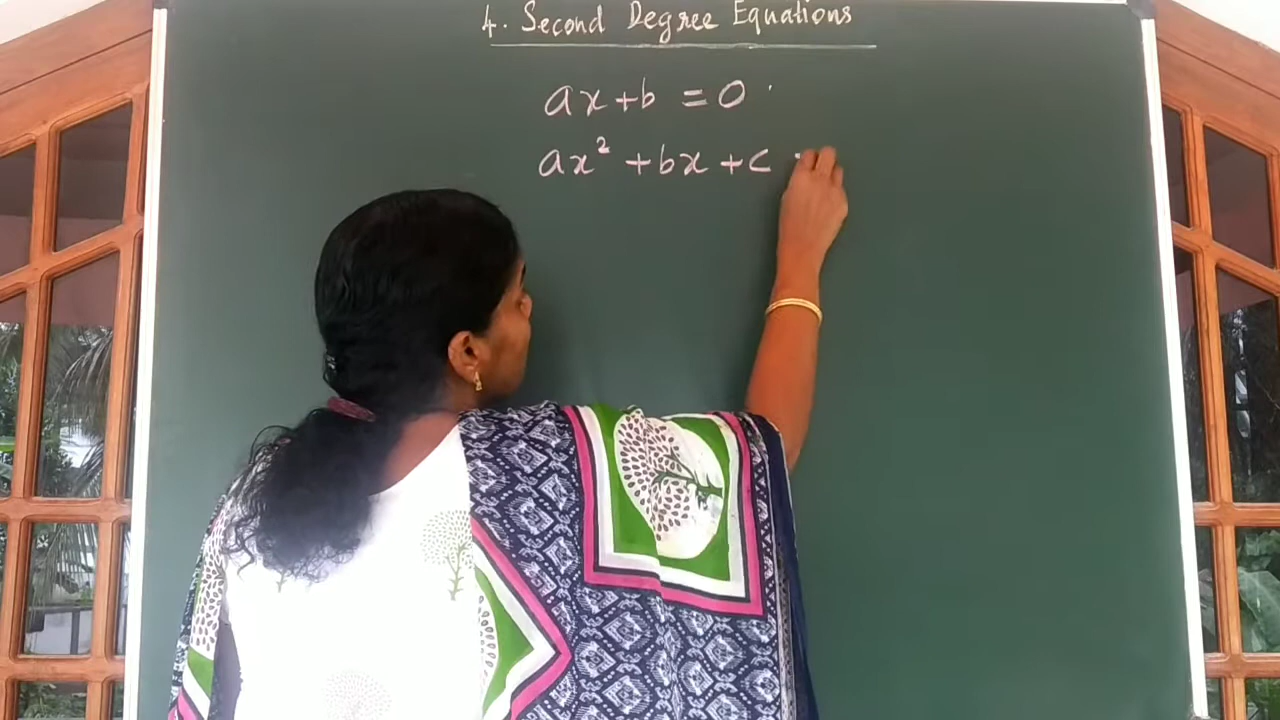 4. Second Degree Equations
ax+b = 0
ax² + bx + c